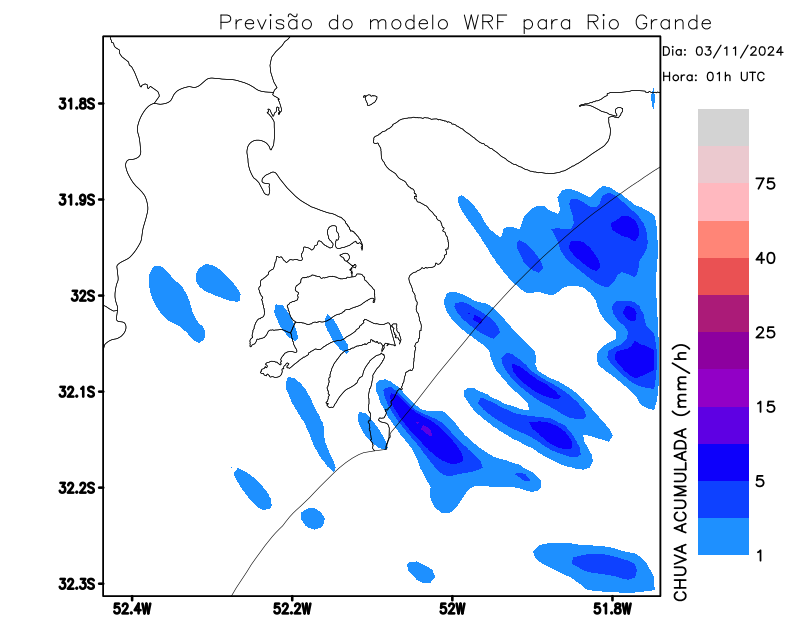 Previsão do modelo WRF para Rio Grande
Dia: 03/11/2024
Hora: 01h UTC
31.8S
31.9S
32S
32.1S
32.2S
32.3S
52.4W
52.2W
52W
51.8W
75
40
25
15
5
1
CHUVA ACUMULADA (mm/h)